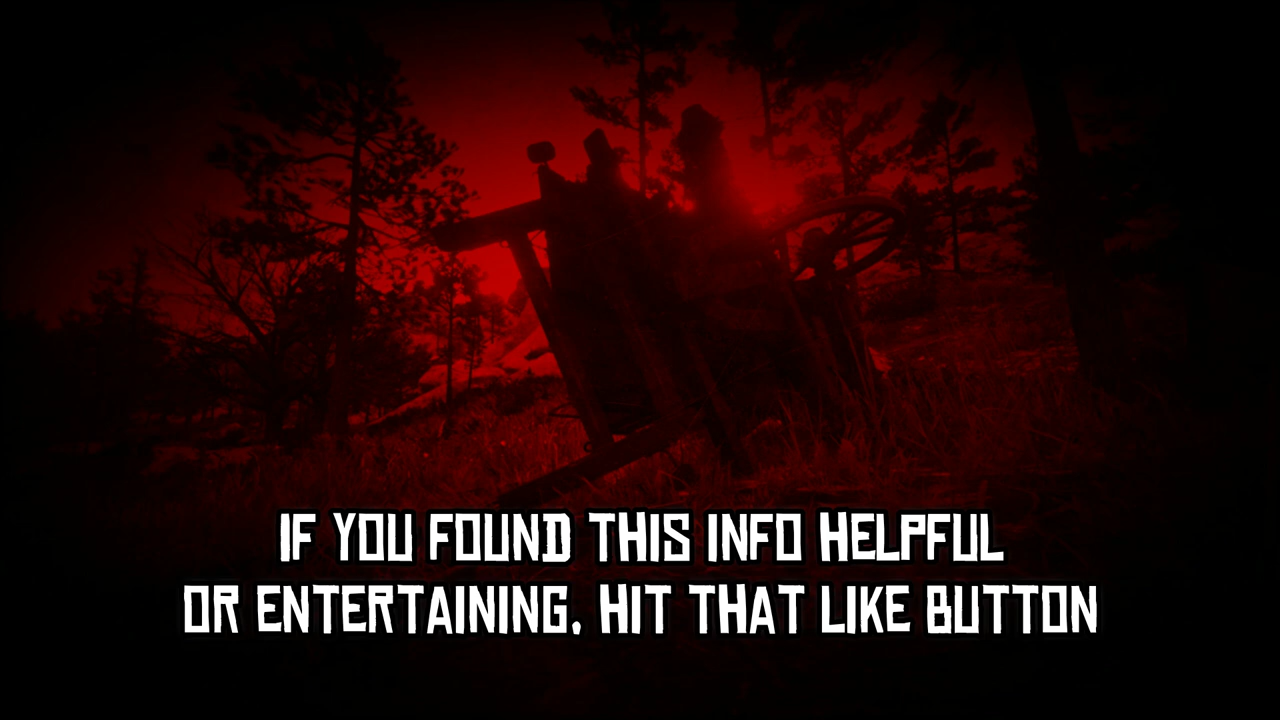 IF YOU FOUND THIS INFO HELPFUL
OR ENTERTAINING, HIT THAT LIKE BUTTON